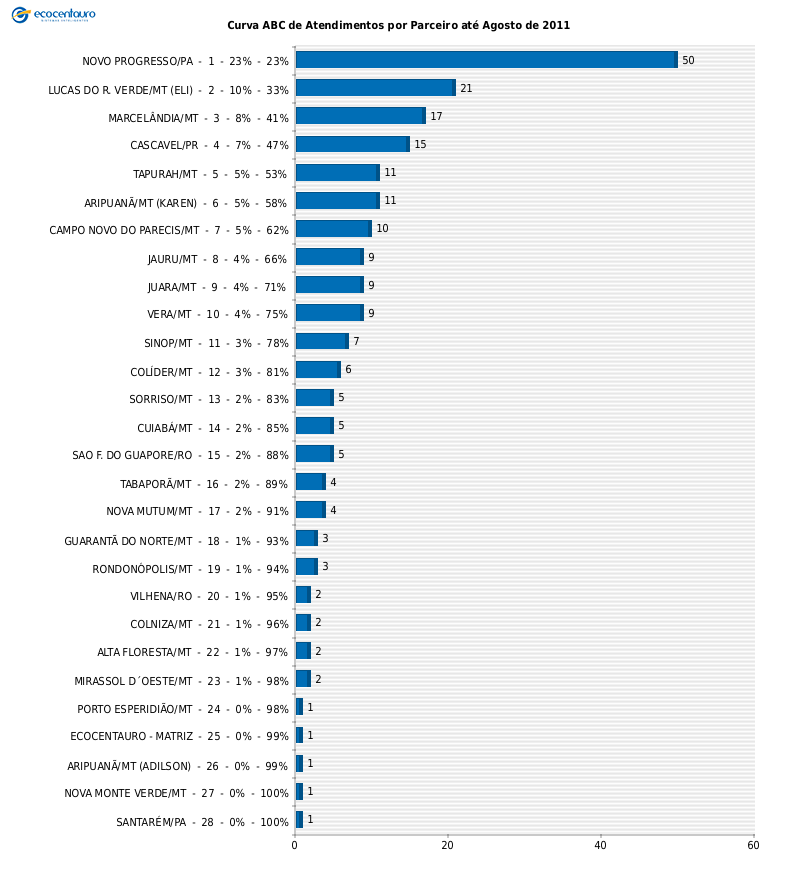 ecocentauro
Curva ABC de Atendimentos por Parceiro até Agosto de 2011
NOVO PROGRESSO/PA - 1 - 23% - 23% 50
LUCAS DO R. VERDE/MT (ELI) - 2 - 10% - 33% 21
MARCELÂNDIA/MT - 3 - 8% - 41% 17
CASCAVEL/PR - 4 - 7% - 47% 15
TAPURAH/MT - 5 - 5% - 53% 11
ARIPUANÃ/MT (KAREN) - 6 - 5% - 58% 11
CAMPO NOVO DO PARECIS/MT - 7 - 5% - 62% 10
JAURU/MT - 8 - 4% - 66% 9
JUARA/MT - 9 - 4% - 71% 9
VERA/MT - 10 - 4% - 75% 9
SINOP/MT - 11 - 3% - 78% 7
COLÍDER/MT - 12 - 3% - 81% 6
SORRISO/MT - 13 - 2% - 83% 5
CUIABÁ/MT - 14 - 2% - 85% 5
SAO F. DO GUAPORE/RO - 15 - 2% - 88% 5
TABAPORÃ/MT - 16 - 2% - 89% 4
NOVA MUTUM/MT - 17 - 2% - 91% 4
GUARANTÃ DO NORTE/MT - 18 - 1% - 93% 3
RONDONÓPOLIS/MT - 19 - 1% - 94% 3
VILHENA/RO - 20 - 1% - 95% 2
COLNIZA/MT - 21 - 1% - 96% 2
ALTA FLORESTA/MT - 22 - 1% - 97% 2
MIRASSOL D´OESTE/MT - 23 - 1% - 98% 2
PORTO ESPERIDIÃO/MT - 24 - 0% - 98% 1
ECOCENTAURO - MATRIZ - 25 - 0% - 99% 1
ARIPUANÃ/MT (ADILSON) - 26 - 0% - 99% 1
NOVA MONTE VERDE/MT - 27 - 0% - 100% 1
SANTARÉM/PA - 28 - 0% - 100% 1
0 20 40 60